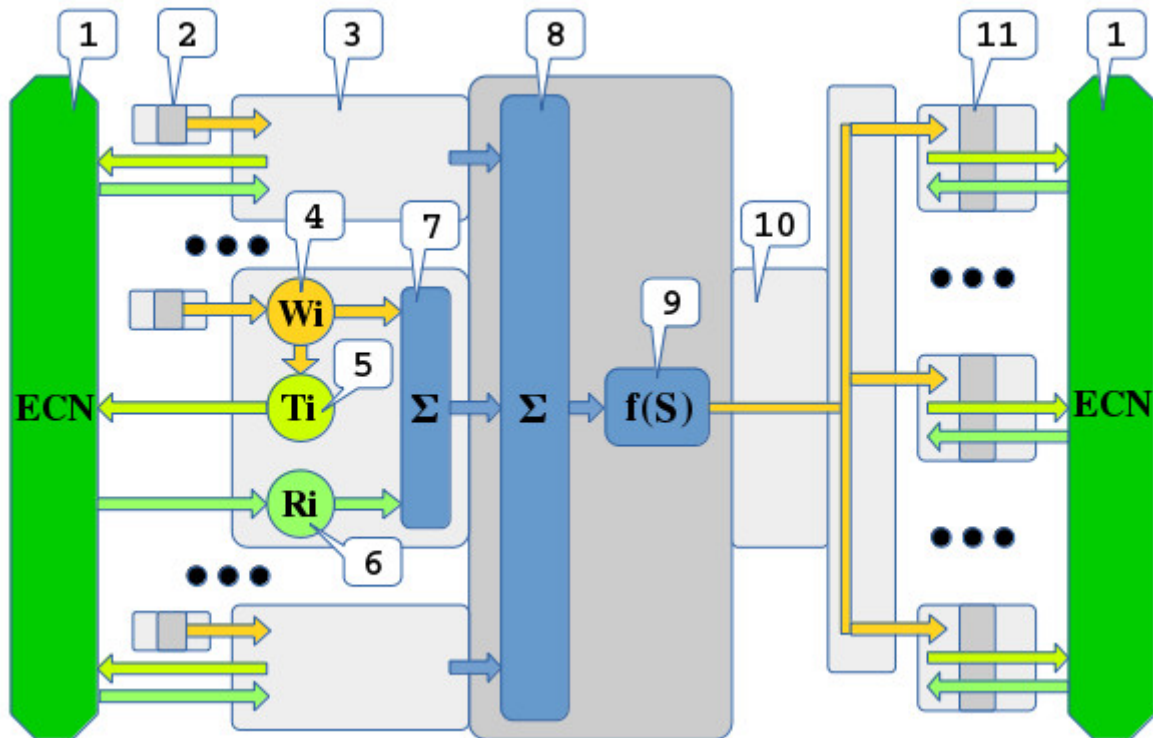 1 2 3 8 11 1
4 7 10
Wi 9
5
ECN Ti Σ Σ f(S) ECN
Ri
6